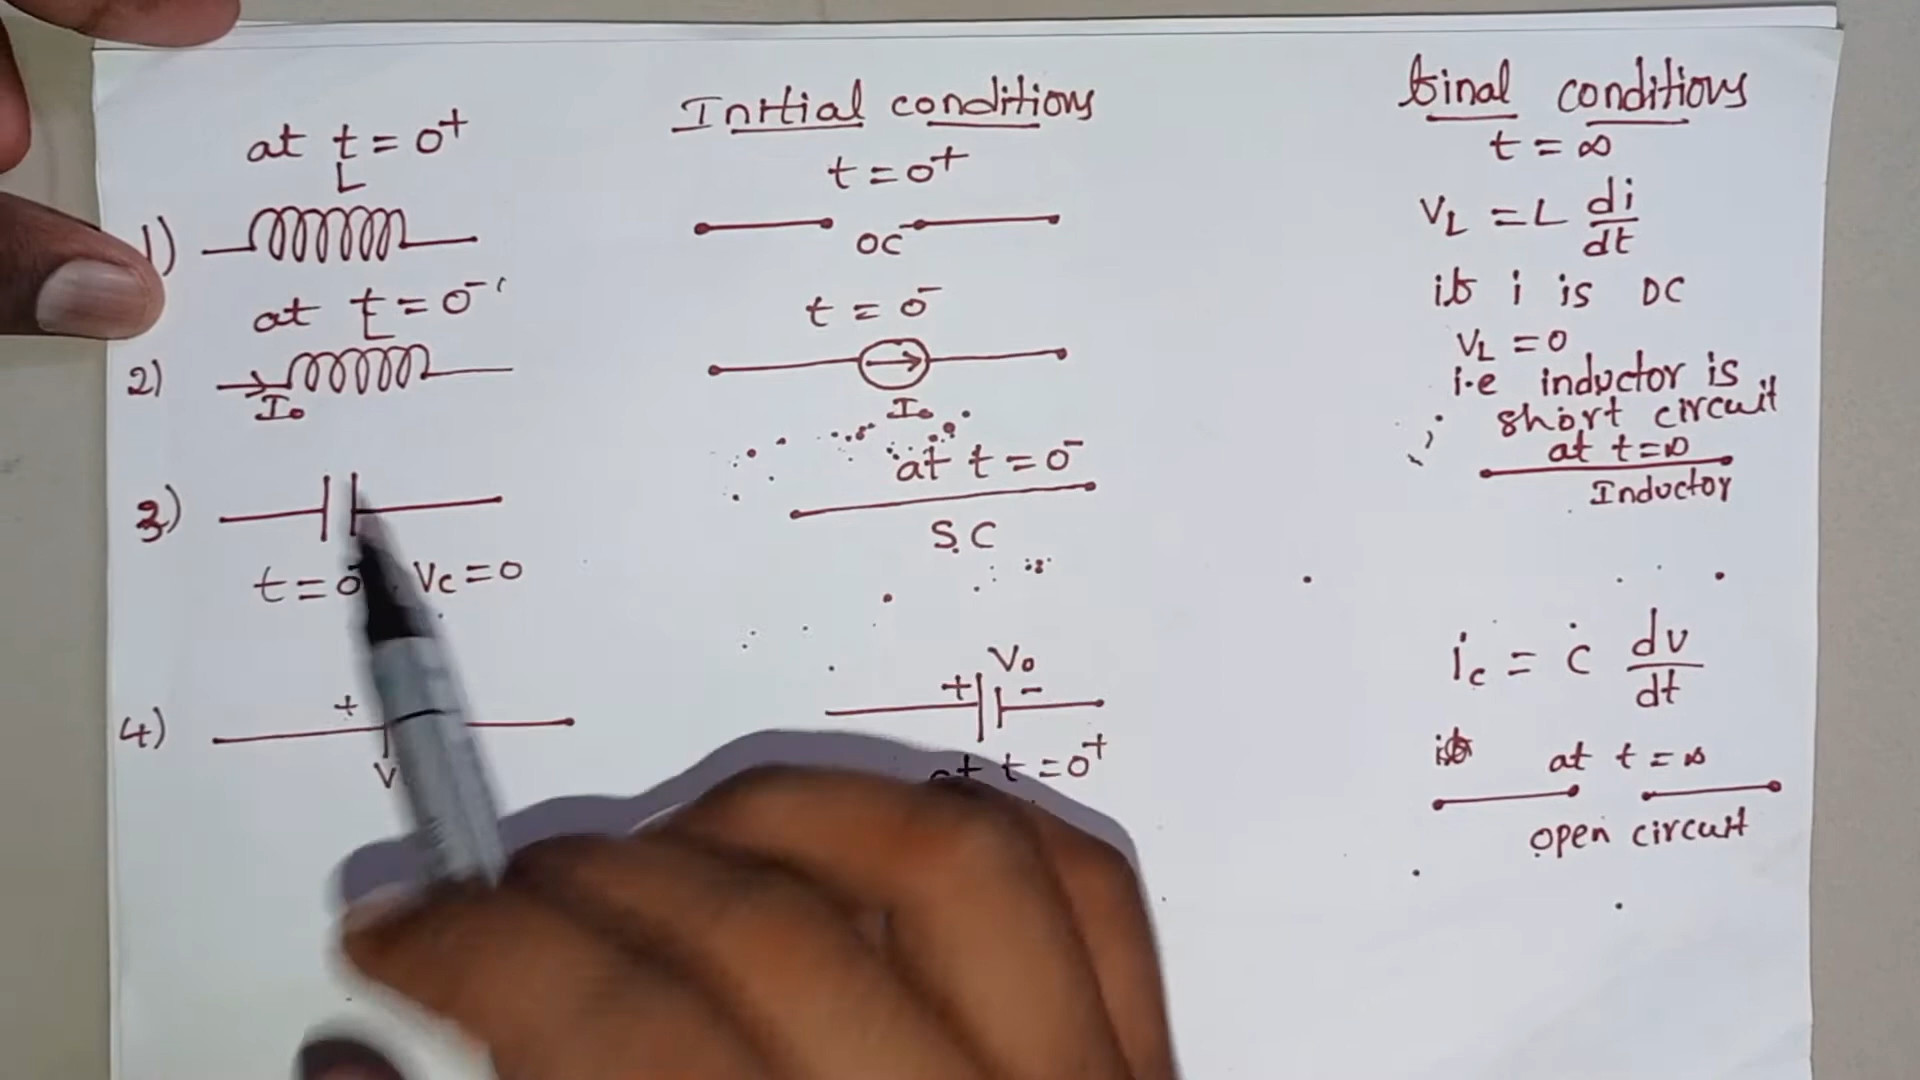 at t = 0+
L
1)
at t = 0-
L
2)
I0
3)
t = 0 Vc = 0
4)
+
V
Initial conditions
t = 0+
OC
t = 0-
I0
at t = 0-
S.C
V0
+ -
at t = 0+
Final conditions
t = ∞
VL = L di/dt
if i is DC
VL = 0
i.e inductor is
short circuit
at t = ∞
Inductor
ic = c dv/dt
at t = ∞
open circuit